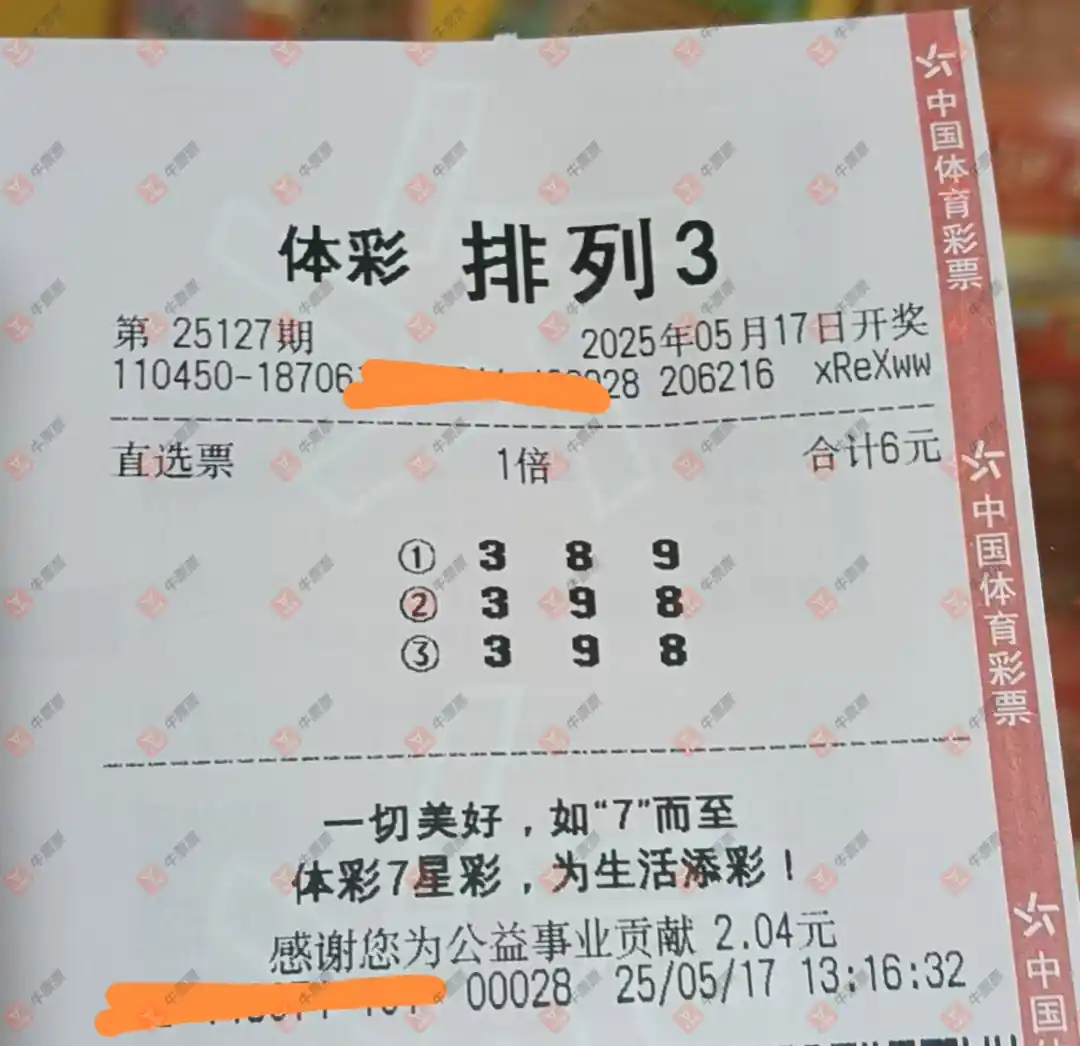 体彩 排列3
第 25127期 2025年05月17日开奖
110450-18706 28 206216 xReXww
直选票 1倍 合计6元
① 3 8 9
② 3 9 8
③ 3 9 8
一切美好，如“7”而至
体彩7星彩，为生活添彩！
感谢您为公益事业贡献 2.04元
00028 25/05/17 13:16:32
中国体育彩票
中国体育彩票
中国体
牛票票